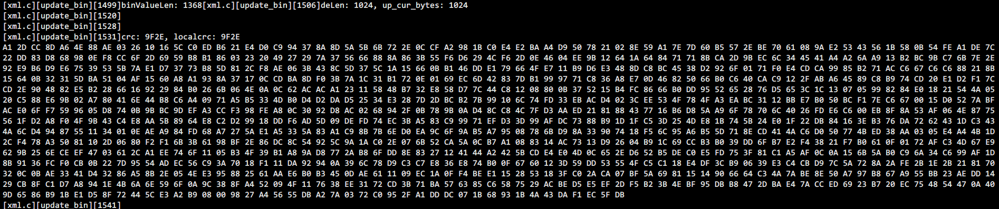 [xml.c][update_bin][1499]binValueLen: 1368[xml.c][update_bin][1506]deLen: 1024, up_cur_bytes: 1024
[xml.c][update_bin][1520]
[xml.c][update_bin][1528]
[xml.c][update_bin][1531]crc: 9F2E, localcrc: 9F2E
A1 2D CC 8D A6 4E 88 AE 03 26 10 16 5C C0 ED B6 21 E4 D0 C9 94 37 8A 8D 5A 5B 6B 72 2E 0C CF A2 98 1B C0 E4 E2 BA A4 D9 50 78 21 02 8E 59 A1 7E 7D 60 B5 57 2E BE 70 61 08 9A E2 53 43 56 1B 58 0B 54 FE A1 DE 7C
22 DD 83 D8 68 98 0E F8 CC 6F 2D 69 59 B8 B1 86 03 23 20 49 27 29 7A 37 56 66 88 8A 86 3B 55 F6 D6 29 4C F6 2D 0E 46 04 EE 9B 12 64 1A 64 84 71 71 8B CA 2D 9B EC 6C 34 45 41 A4 A2 6A A9 13 B2 BC 9B C7 6B 7E 2E
92 E9 B6 D9 E6 75 39 53 5B 7A E1 D7 37 73 B8 5D 81 2C F8 AE 06 3B 43 8C 5D 37 5C 1A 15 66 0B B1 46 DD E1 79 66 4F E7 11 B9 D6 E3 48 8D C8 BC 45 38 D2 92 6F 01 71 F0 E4 CD CA 99 85 B2 71 AC C6 67 C6 C6 88 21 8B
15 64 0B 32 31 5D BA 51 04 AF 15 60 A8 A1 93 8A 37 17 0C CD BA 8D F0 3B 7A 1C 31 B1 72 0E 01 69 EC 6D 42 83 7D B1 99 97 71 C8 36 A8 E7 0D 46 82 50 66 B0 C6 40 CA C9 12 2F AB A6 45 89 C8 B9 74 CD 20 E1 D2 F1 7C
CD 2E 90 48 82 E5 B2 28 66 16 92 29 84 B0 26 6B 06 4E 0A 0C 62 AC AC A1 23 11 58 48 B7 32 E8 58 D7 7C 44 C8 12 08 80 0B 37 52 15 B4 FC 86 66 B0 DD 95 52 65 28 76 D5 65 3C 1C 13 07 05 99 82 84 E0 18 21 54 4A 05
20 C5 88 E6 9B 02 A7 80 41 6E 44 B8 C6 A4 09 71 A5 B5 33 4D B0 D4 D2 DA D5 25 34 E3 28 7D 2D BC B2 7B 99 10 6C 74 FD 33 EB AC D4 02 3C EE 53 4F 78 4F A3 EA BC 31 12 BB E7 B0 50 BC F1 7E C6 67 00 15 D0 52 7A BF
AC E0 6F F7 59 96 05 D8 74 0B 9B BC 9D EF A3 CC F3 98 FE A8 0C 30 92 D8 AC 02 68 94 2F 0B 78 9B 0A D4 8C C8 4C 7F D3 AA ED 21 81 88 43 77 16 B6 D8 5A A9 6F 78 70 6C 40 26 FD E6 C6 00 EB 8F 8A 53 AF 06 4E 87 75
56 1F D2 A8 F0 4F 9B 43 C4 E8 AA 5B 89 64 E8 C2 D2 99 18 DD F6 AD 5D 09 DE FD 74 EC 3B A5 83 C9 99 71 EF D3 3D 99 AF DC 73 88 B9 1D 1F C5 3D 25 4D E8 1B 74 5B 24 E0 1F 22 DB 84 16 3E B3 76 DA 72 62 43 1D C3 43
4A 6C D4 94 87 55 11 34 01 0E AE A9 84 FD 68 A7 27 5A E1 A5 33 5A 83 A1 C9 B8 7B 6E D0 EA 9C 6F 9A B5 A7 95 08 78 6B D9 8A 33 90 74 18 F5 6C 95 A6 B5 5D 71 8E CD 41 4A C6 D0 50 77 4B ED 38 AA 03 05 E4 A4 4B 1D
2C F4 78 A3 50 81 10 2D 06 80 F2 F1 6B 3B 61 98 BF 2E 86 DC 8C 54 92 5C 9A 1A C0 2E 07 6B 52 CA 5A 0C B7 A1 08 83 14 AC 73 13 D9 26 04 B9 1C 69 CC B3 B0 39 DD 6F B7 E2 F4 38 21 F7 B0 61 0F 01 72 AF C3 4D 67 E9
62 9B 25 6E CE EF 47 03 61 2C A1 EE 74 6F 11 05 B3 4F 39 B1 A8 9A D8 77 2A B8 6F DD 8E 83 27 12 41 44 A2 42 5B CD E4 E0 4D 0C 65 2E D6 52 B5 DE C0 E5 FD 75 3F 81 C1 A5 AF 0C 0A 15 6B 5A B0 C9 6A 34 C6 99 AF 1D
8B 91 36 FC F0 CB 0B 22 7D 95 54 AD EC 56 C9 3A 70 18 F1 11 DA 92 94 0A 39 6C 78 D9 C3 C7 E8 36 E8 74 B0 0F 67 60 12 3D 59 DD 53 55 4F C5 C1 18 E4 DF 3C B9 06 39 E3 C4 CB D9 7C 5A 72 8A 2A FE 2B 1E 2B 21 81 70
32 0C 0B AE 33 41 D4 32 86 A5 8B 2E 05 4E E3 95 88 25 61 AA E6 B0 B3 45 0D AE 61 11 09 EC 1A 0F F4 BE E1 15 28 53 18 3F C0 2A CA 07 BF 5A 69 81 15 14 90 66 64 C3 4A 7A BE 8E 50 A7 97 B8 67 A9 55 BB 23 AE DD 14
29 CB 8F C1 D7 A8 94 1E 4B 6A 6E 59 6F 0A 9C 38 8F A4 52 09 4F 11 76 38 EE 31 72 CD 3B 71 BA 57 63 85 C6 58 75 29 AC BE D5 E5 EF 2D F5 B2 3B 4E BF 95 DB B8 47 2D BA E4 7A CC ED 69 23 B7 20 EC 75 48 54 47 0A 40
9D 65 86 B9 1B E1 D5 8F 72 44 5C E3 A2 B9 08 00 98 27 A4 56 55 DB A2 7A 03 72 C0 95 2F A1 DD DC 07 1B 68 93 1B 4A 43 DA F1 EC 5F DB
[xml.c][update_bin][1541]